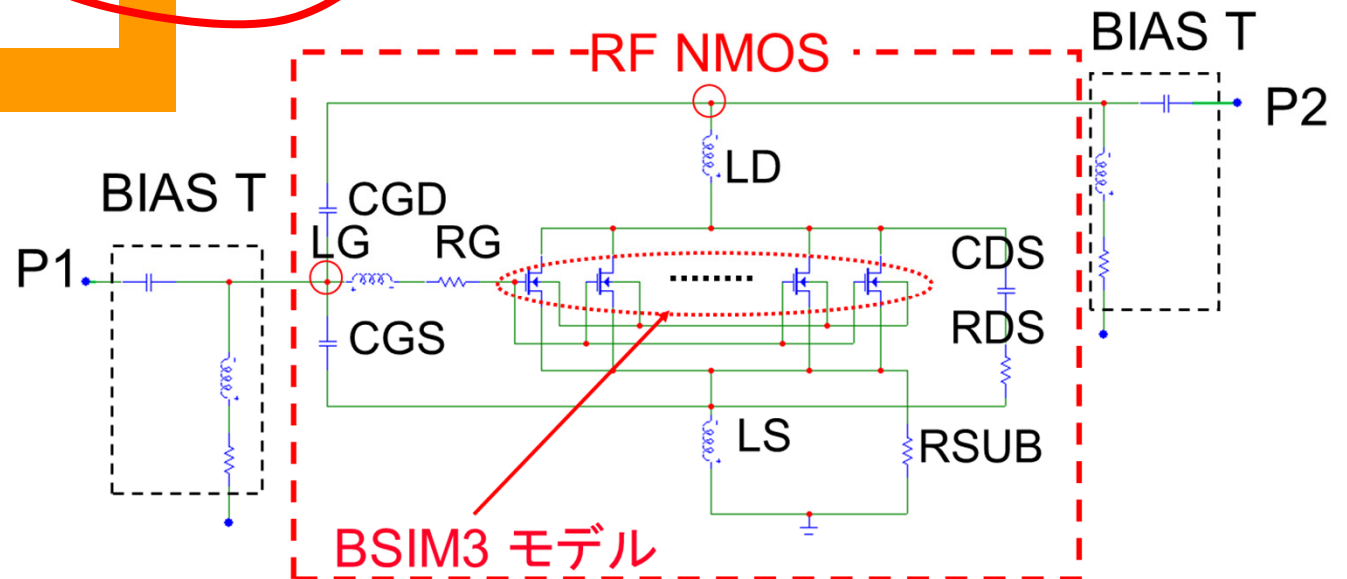 BIAS T
RF NMOS
P2
LD
BIAS T
CGD
LG
RG
CDS
P1
........
CGS
RDS
LS
RSUB
BSIM3 モデル